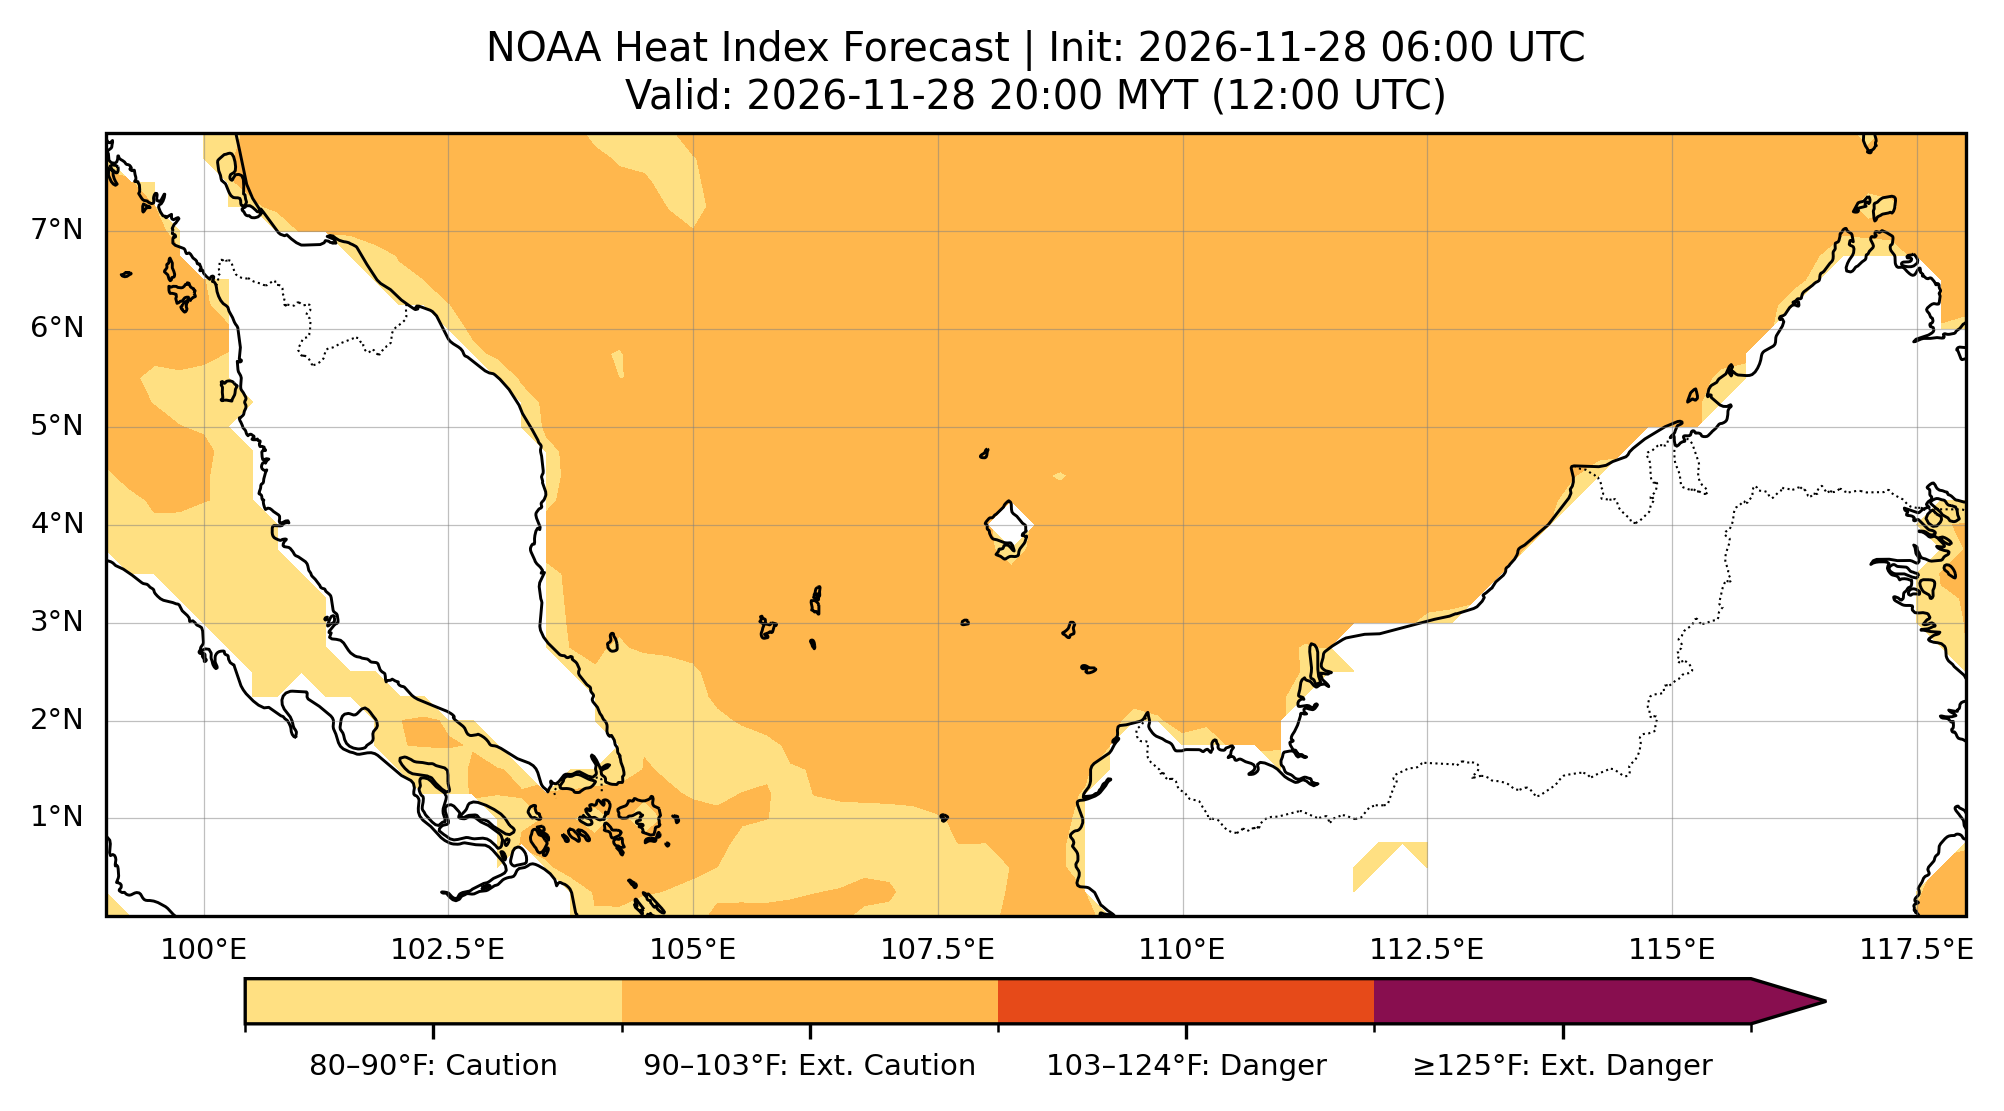 NOAA Heat Index Forecast | Init: 2026-11-28 06:00 UTC
Valid: 2026-11-28 20:00 MYT (12:00 UTC)
7°N
6°N
5°N
4°N
3°N
2°N
1°N
100°E
102.5°E
105°E
107.5°E
110°E
112.5°E
115°E
117.5°E
80–90°F: Caution
90–103°F: Ext. Caution
103–124°F: Danger
≥125°F: Ext. Danger